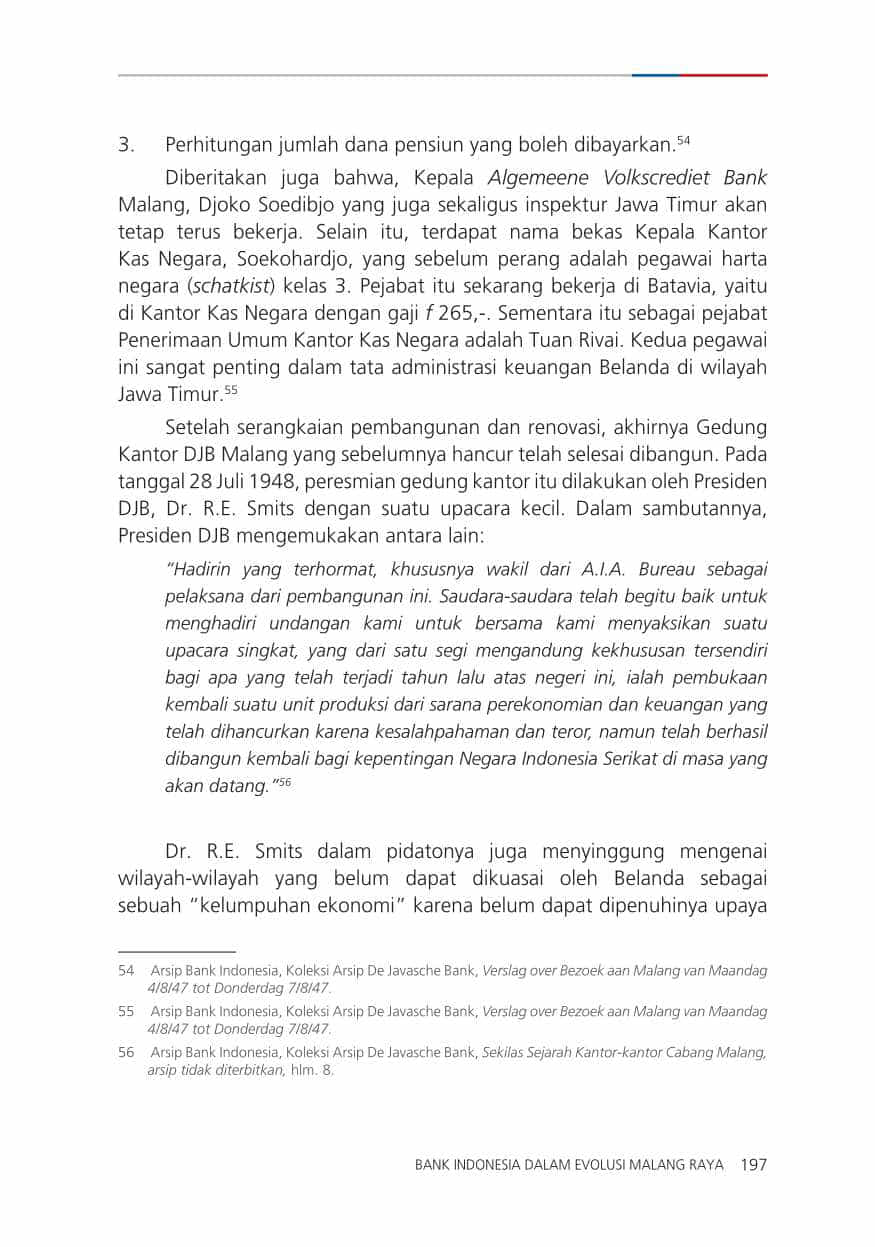 3. Perhitungan jumlah dana pensiun yang boleh dibayarkan.54
Diberitakan juga bahwa, Kepala Algemeene Volkscrediet Bank
Malang, Djoko Soedibjo yang juga sekaligus inspektur Jawa Timur akan
tetap terus bekerja. Selain itu, terdapat nama bekas Kepala Kantor
Kas Negara, Soekohardjo, yang sebelum perang adalah pegawai harta
negara (schatkist) kelas 3. Pejabat itu sekarang bekerja di Batavia, yaitu
di Kantor Kas Negara dengan gaji f 265,-. Sementara itu sebagai pejabat
Penerimaan Umum Kantor Kas Negara adalah Tuan Rivai. Kedua pegawai
ini sangat penting dalam tata administrasi keuangan Belanda di wilayah
Jawa Timur.55
Setelah serangkaian pembangunan dan renovasi, akhirnya Gedung
Kantor DJB Malang yang sebelumnya hancur telah selesai dibangun. Pada
tanggal 28 Juli 1948, peresmian gedung kantor itu dilakukan oleh Presiden
DJB, Dr. R.E. Smits dengan suatu upacara kecil. Dalam sambutannya,
Presiden DJB mengemukakan antara lain:
“Hadirin yang terhormat, khususnya wakil dari A.I.A. Bureau sebagai
pelaksana dari pembangunan ini. Saudara-saudara telah begitu baik untuk
menghadiri undangan kami untuk bersama kami menyaksikan suatu
upacara singkat, yang dari satu segi mengandung kekhususan tersendiri
bagi apa yang telah terjadi tahun lalu atas negeri ini, ialah pembukaan
kembali suatu unit produksi dari sarana perekonomian dan keuangan yang
telah dihancurkan karena kesalahpahaman dan teror, namun telah berhasil
dibangun kembali bagi kepentingan Negara Indonesia Serikat di masa yang
akan datang.”56
Dr. R.E. Smits dalam pidatonya juga menyinggung mengenai
wilayah-wilayah yang belum dapat dikuasai oleh Belanda sebagai
sebuah “kelumpuhan ekonomi” karena belum dapat dipenuhinya upaya
54 Arsip Bank Indonesia, Koleksi Arsip De Javasche Bank, Verslag over Bezoek aan Malang van Maandag
4/8/47 tot Donderdag 7/8/47.
55 Arsip Bank Indonesia, Koleksi Arsip De Javasche Bank, Verslag over Bezoek aan Malang van Maandag
4/8/47 tot Donderdag 7/8/47.
56 Arsip Bank Indonesia, Koleksi Arsip De Javasche Bank, Sekilas Sejarah Kantor-kantor Cabang Malang,
arsip tidak diterbitkan, hlm. 8.
BANK INDONESIA DALAM EVOLUSI MALANG RAYA 197